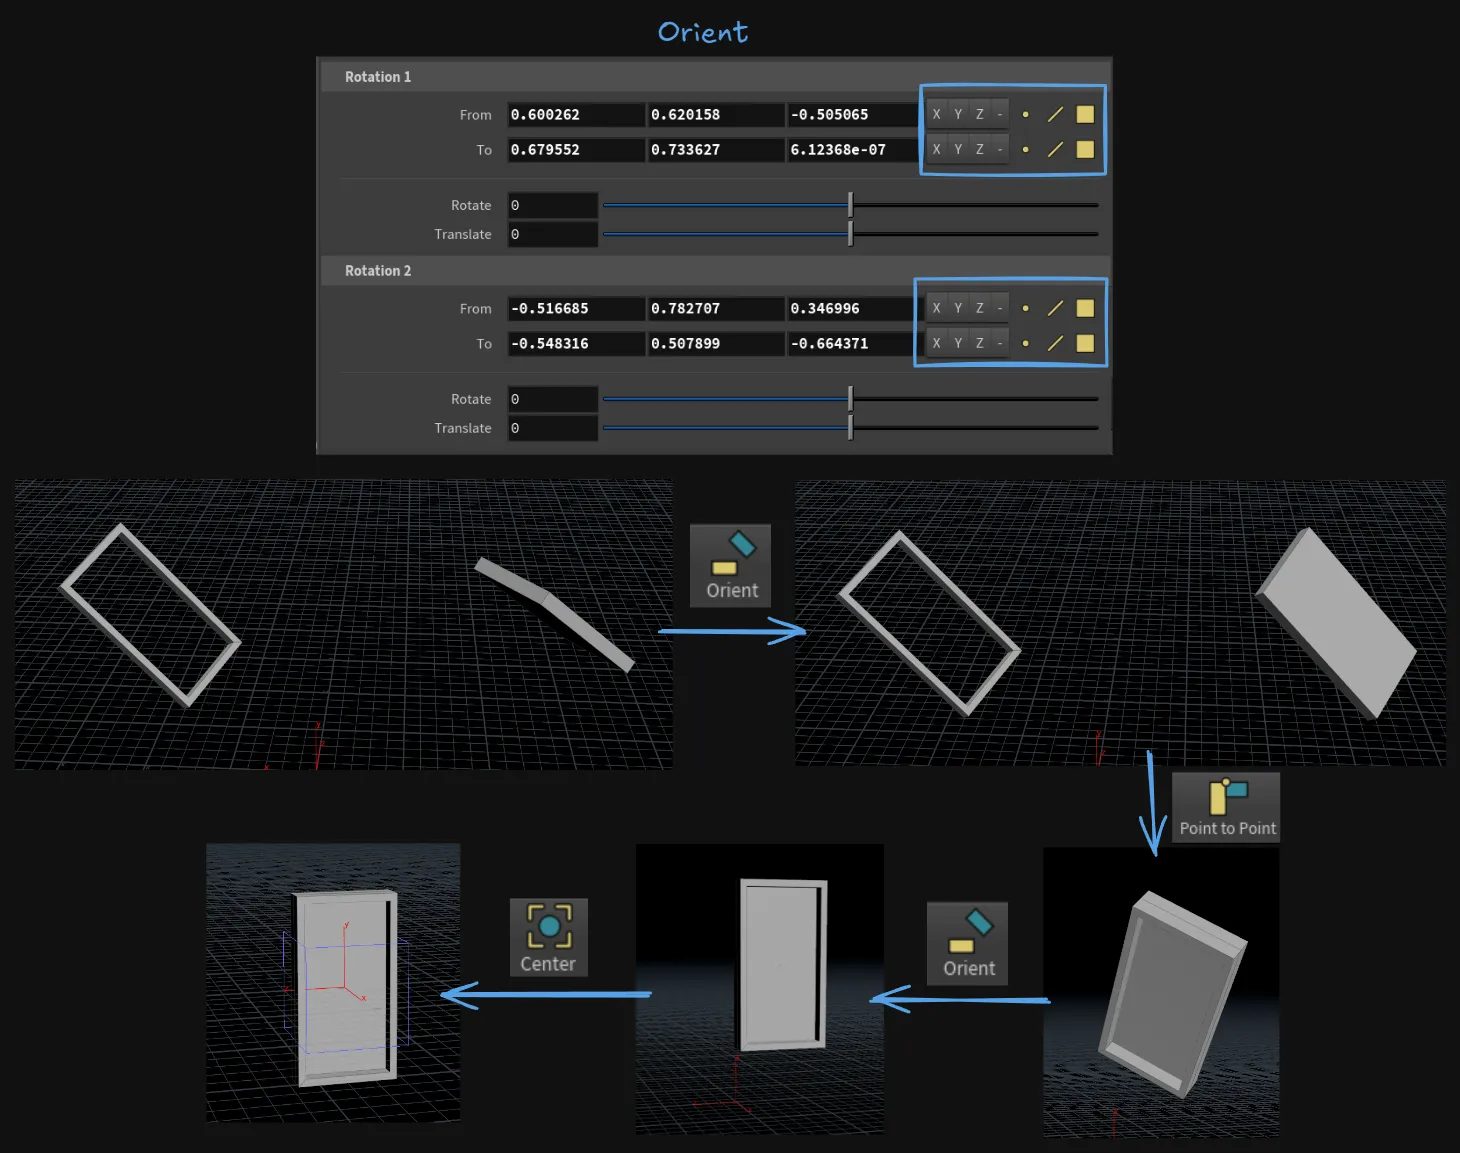 Orient
Rotation 1
From 0.600262 0.620158 -0.505065 X Y Z -
To 0.679552 0.733627 6.12368e-07 X Y Z -
Rotate 0
Translate 0
Rotation 2
From -0.516685 0.782707 0.346996 X Y Z -
To -0.548316 0.507899 -0.664371 X Y Z -
Rotate 0
Translate 0
Orient
Point to Point
Center
Orient
y
x